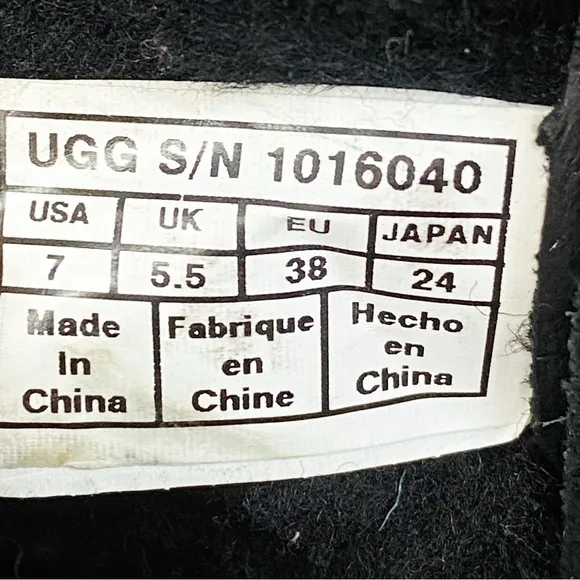 UGG S/N 1016040
USA UK EU JAPAN
7 5.5 38 24
Made Fabrique Hecho
In en en
China Chine China